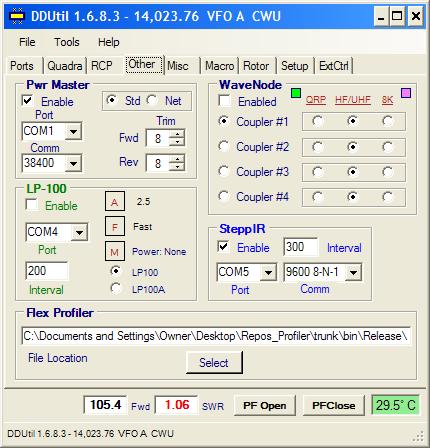 DDUtil 1.6.8.3 - 14,023.76 VFO A CWU
File Tools Help
Ports Quadra RCP Other Misc Macro Rotor Setup ExtCtrl
Pwr Master
Enable
Std Net
Port
COM1
Trim
Fwd 8
Comm
38400
Rev 8
WaveNode
Enabled
QRP HF/UHF 8K
Coupler #1
Coupler #2
Coupler #3
Coupler #4
LP-100
Enable
COM4
Port
200
Interval
A 2.5
F Fast
M Power: None
LP100
LP100A
SteppIR
Enable 300 Interval
COM5 9600 8-N-1
Port Comm
Flex Profiler
C:\Documents and Settings\Owner\Desktop\Repos_Profiler\trunk\bin\Release\
File Location
Select
105.4 Fwd 1.06 SWR PF Open PFClose 29.5° C
DDUtil 1.6.8.3 - 14,023.76 VFO A CWU